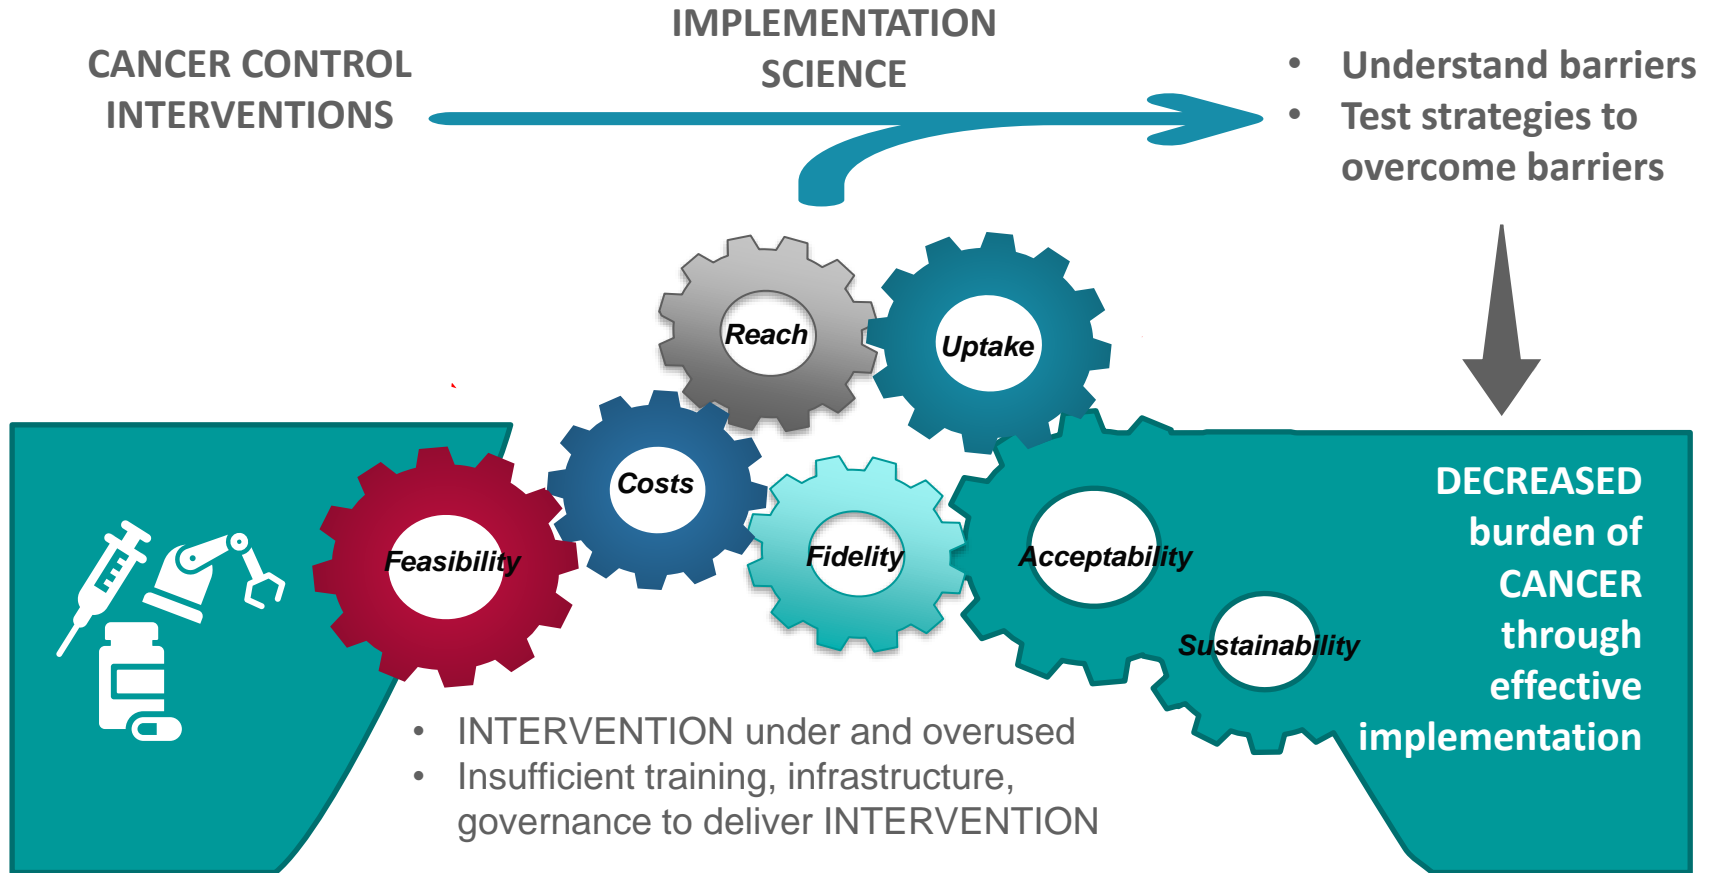 IMPLEMENTATION
SCIENCE
CANCER CONTROL
INTERVENTIONS
• Understand barriers
• Test strategies to
overcome barriers
Reach
Uptake
Costs
Feasibility
Fidelity
Acceptability
Sustainability
DECREASED
burden of
CANCER
through
effective
implementation
• INTERVENTION under and overused
• Insufficient training, infrastructure,
governance to deliver INTERVENTION